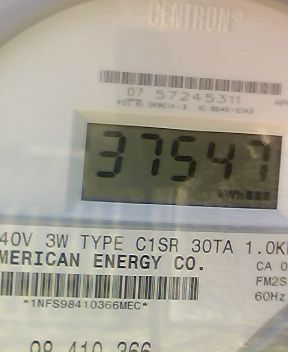 CENTRON®
07 57245311
37547
kWh
40V 3W TYPE C1SR 30TA 1.0K
MERICAN ENERGY CO.
CA 0
FM2S
60Hz
*1NFS98410366MEC*
98 410 366